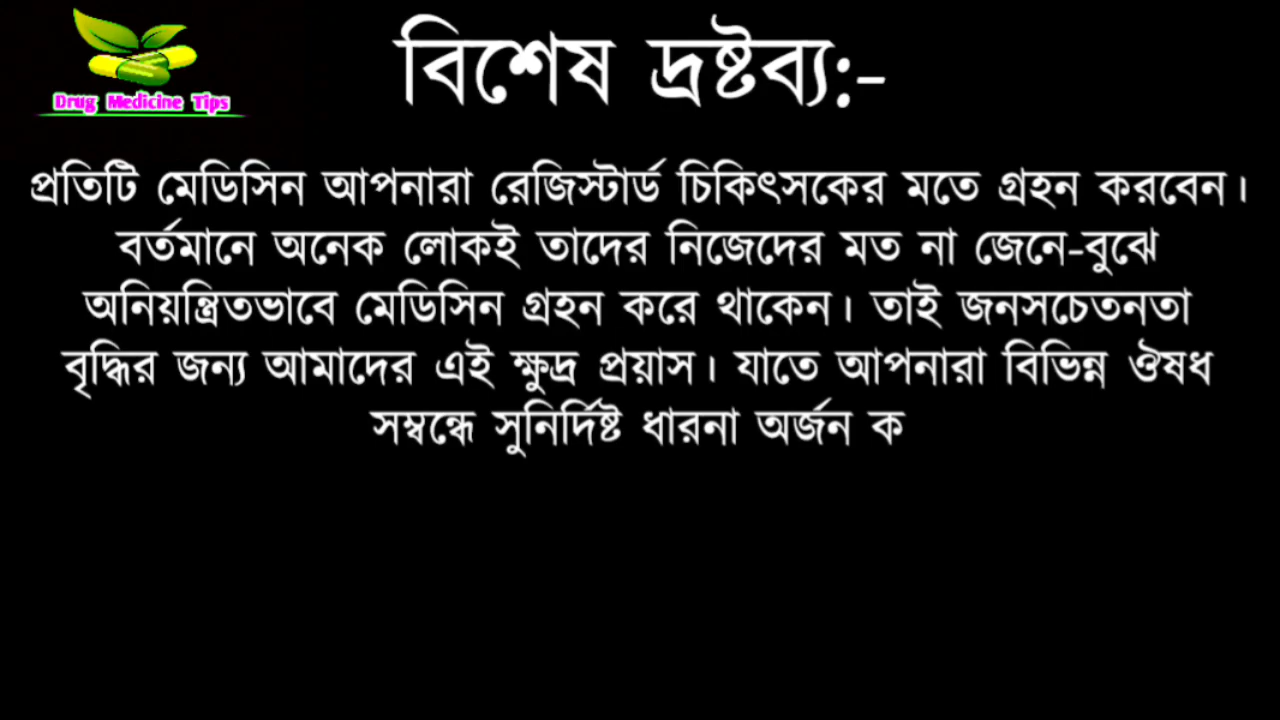 Drug Medicine Tips
বিশেষ দ্রষ্টব্য:-
প্রতিটি মেডিসিন আপনারা রেজিস্টার্ড চিকিৎসকের মতে গ্রহন করবেন।
বর্তমানে অনেক লোকই তাদের নিজেদের মত না জেনে-বুঝে
অনিয়ন্ত্রিতভাবে মেডিসিন গ্রহন করে থাকেন। তাই জনসচেতনতা
বৃদ্ধির জন্য আমাদের এই ক্ষুদ্র প্রয়াস। যাতে আপনারা বিভিন্ন ঔষধ
সম্বন্ধে সুনির্দিষ্ট ধারনা অর্জন ক